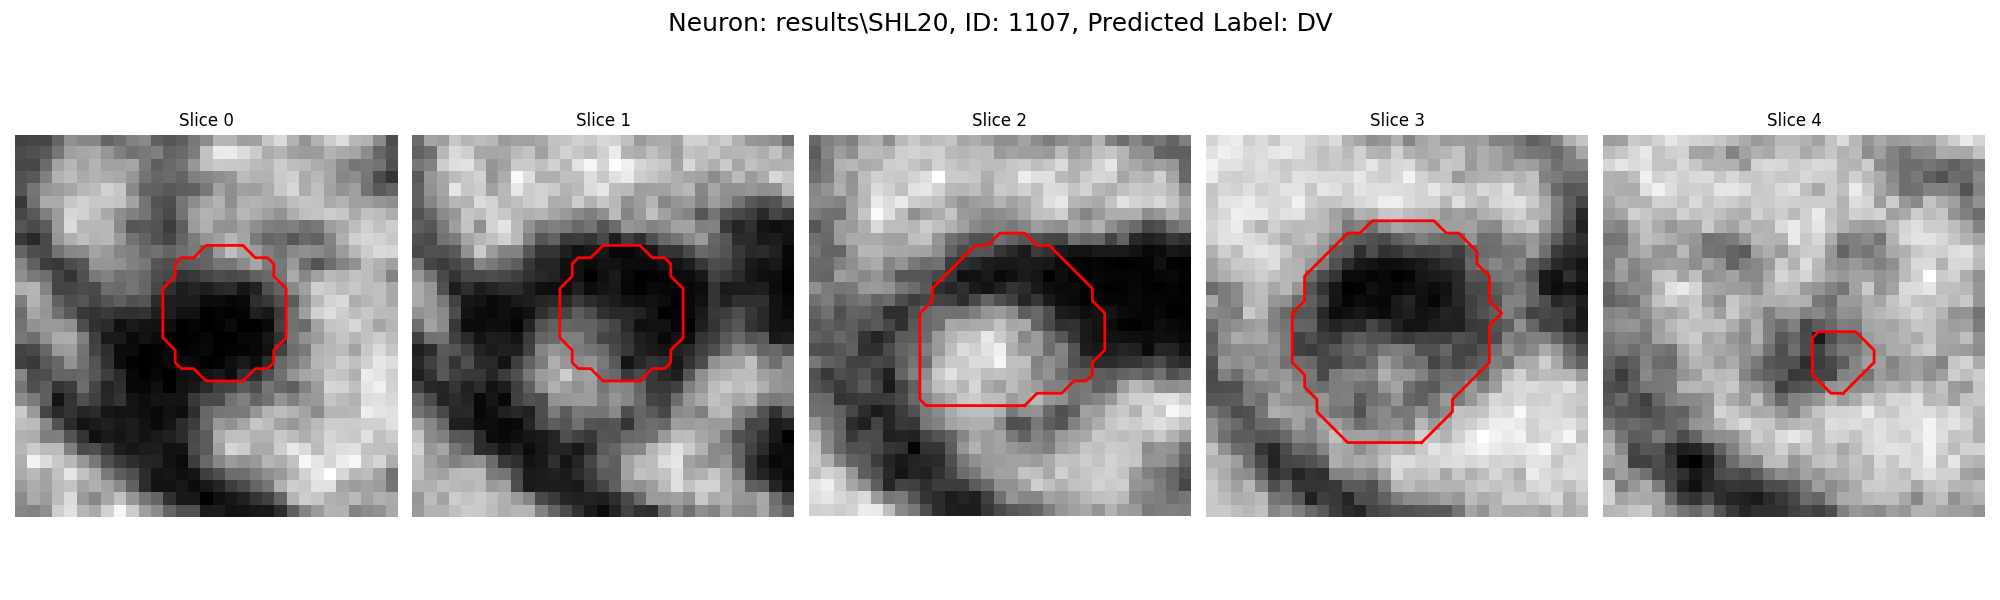 Neuron: results\SHL20, ID: 1107, Predicted Label: DV
Slice 0
Slice 1
Slice 2
Slice 3
Slice 4